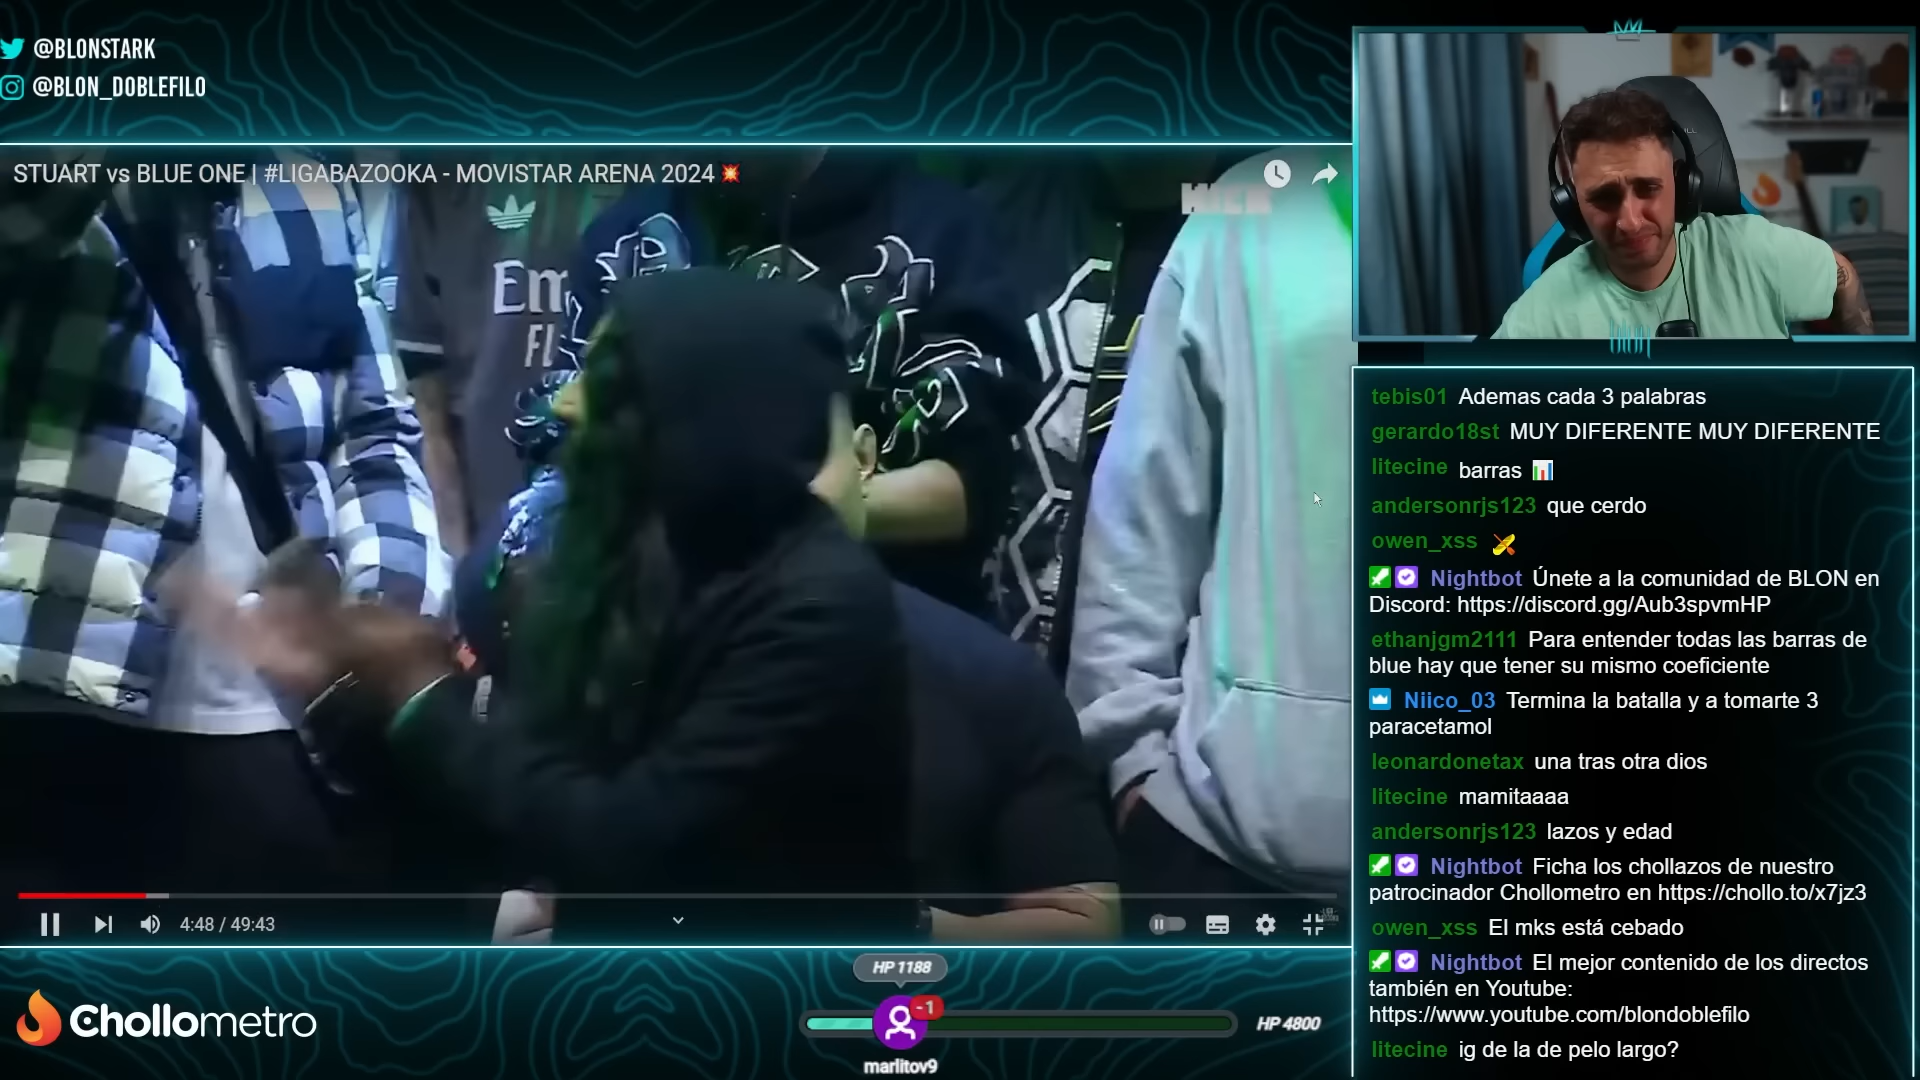 @BLONSTARK
@BLON_DOBLEFILO
STUART vs BLUE ONE | #LIGABAZOOKA - MOVISTAR ARENA 2024💥
Em
FL
4:48 / 49:43
Chollometro
HP 1188
-1
HP 4800
marlitov9
tebis01 Ademas cada 3 palabras
gerardo18st MUY DIFERENTE MUY DIFERENTE
litecine barras 📊
andersonrjs123 que cerdo
owen_xss
Nightbot Únete a la comunidad de BLON en
Discord: https://discord.gg/Aub3spvmHP
ethanjgm2111 Para entender todas las barras de
blue hay que tener su mismo coeficiente
Niico_03 Termina la batalla y a tomarte 3
paracetamol
leonardonetax una tras otra dios
litecine mamitaaaa
andersonrjs123 lazos y edad
Nightbot Ficha los chollazos de nuestro
patrocinador Chollometro en https://chollo.to/x7jz3
owen_xss El mks está cebado
Nightbot El mejor contenido de los directos
también en Youtube:
https://www.youtube.com/blondoblefilo
litecine ig de la de pelo largo?